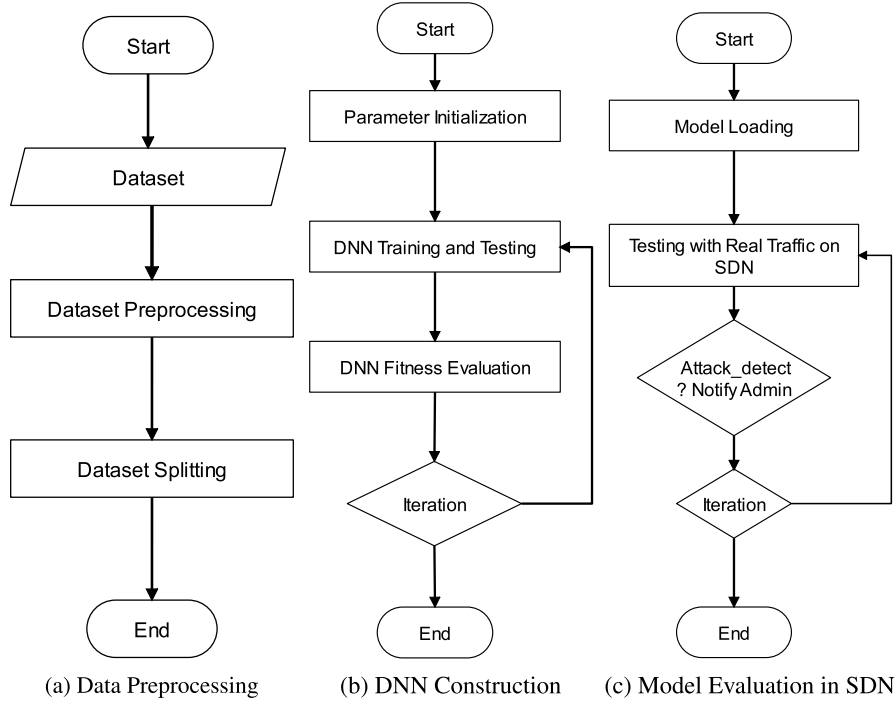 Start
Dataset
Dataset Preprocessing
Dataset Splitting
End
(a) Data Preprocessing
Start
Parameter Initialization
DNN Training and Testing
DNN Fitness Evaluation
Iteration
End
(b) DNN Construction
Start
Model Loading
Testing with Real Traffic on
SDN
Attack_detect
? Notify Admin
Iteration
End
(c) Model Evaluation in SDN